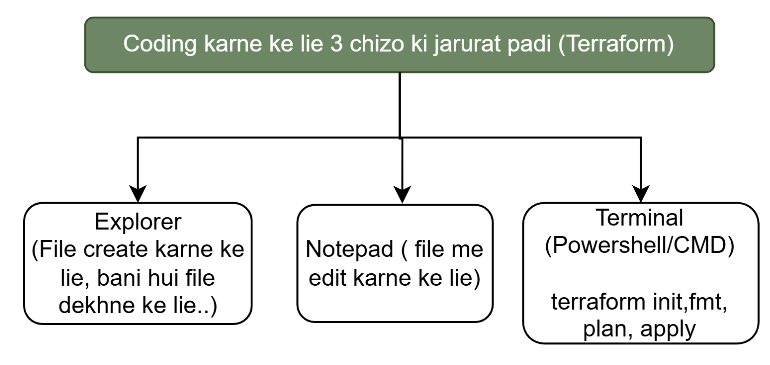 Coding karne ke lie 3 chizo ki jarurat padi (Terraform)
Explorer
(File create karne ke
lie, bani hui file
dekhne ke lie..)
Notepad ( file me
edit karne ke lie)
Terminal
(Powershell/CMD)
terraform init,fmt,
plan, apply